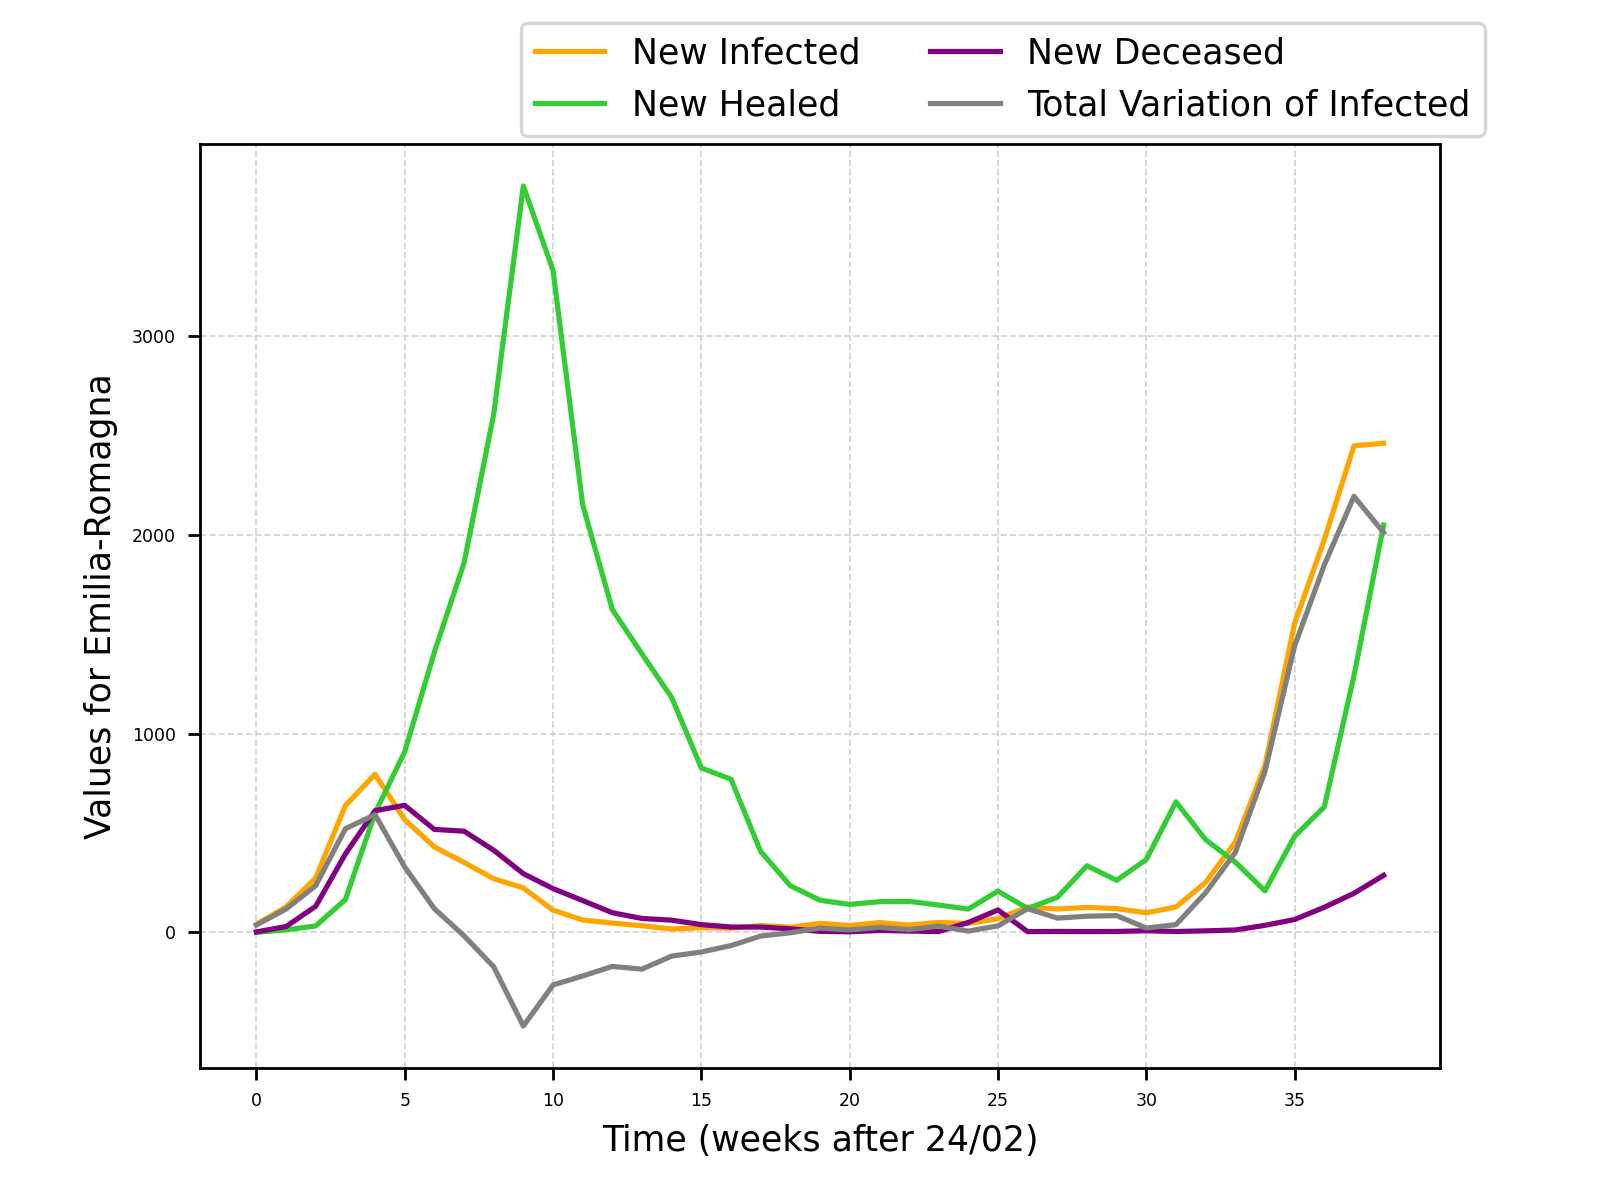 New Infected
New Healed
New Deceased
Total Variation of Infected
Values for Emilia-Romagna
3000
2000
1000
0
0 5 10 15 20 25 30 35
Time (weeks after 24/02)